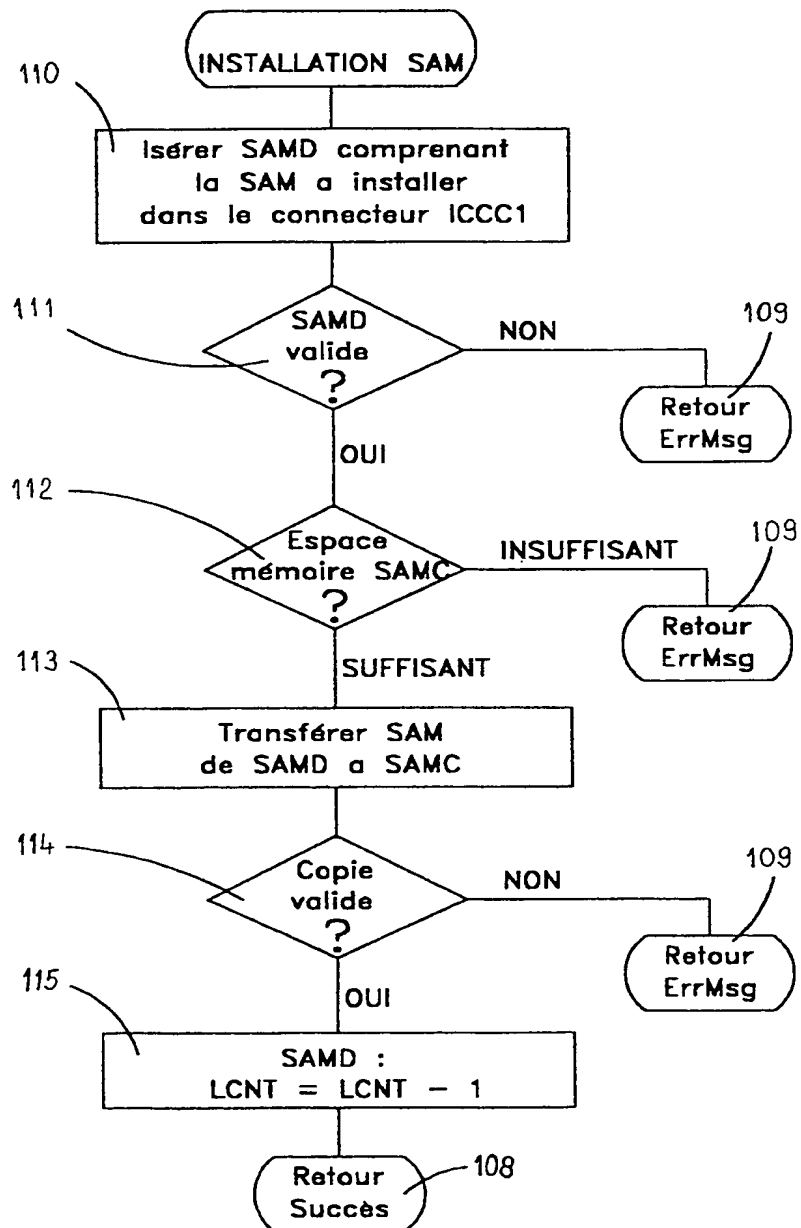 INSTALLATION SAM
110
Isérer SAMD comprenant
la SAM a installer
dans le connecteur ICCC1
111
SAMD
valide
?
NON
109
Retour
ErrMsg
OUI
112
Espace
mémoire SAMC
?
INSUFFISANT
109
Retour
ErrMsg
SUFFISANT
113
Transférer SAM
de SAMD a SAMC
114
Copie
valide
?
NON
109
Retour
ErrMsg
OUI
115
SAMD :
LCNT = LCNT - 1
Retour
Succès
108